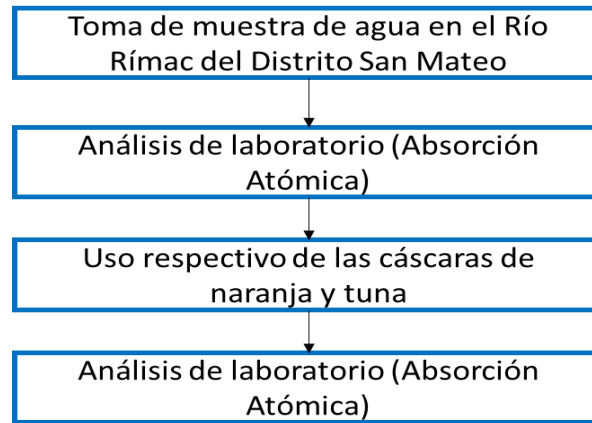 Toma de muestra de agua en el Río
Rímac del Distrito San Mateo
Análisis de laboratorio (Absorción
Atómica)
Uso respectivo de las cáscaras de
naranja y tuna
Análisis de laboratorio (Absorción
Atómica)